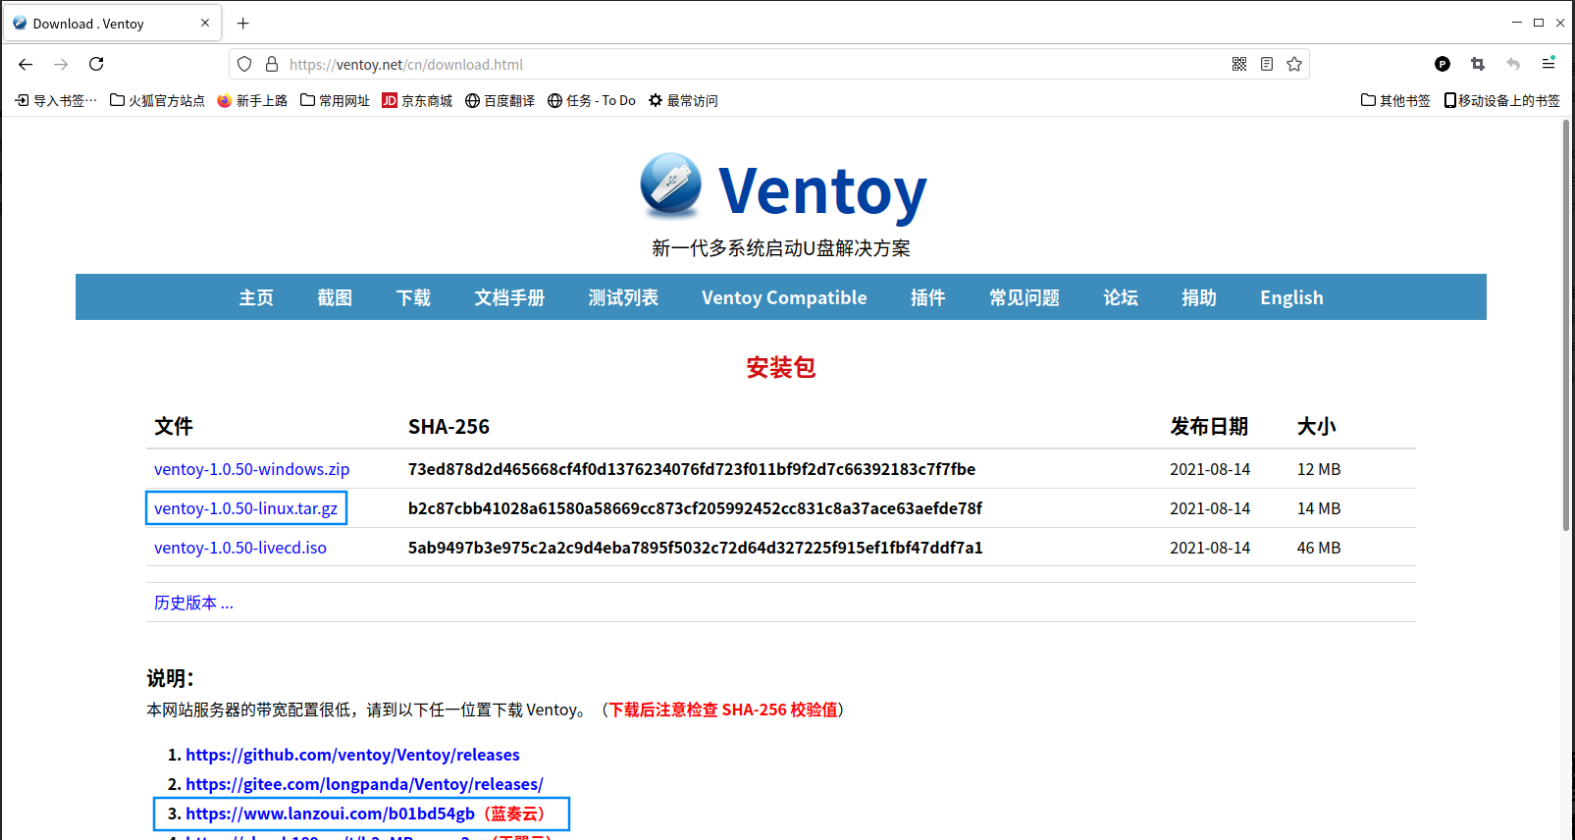 Download . Ventoy
https://ventoy.net/cn/download.html
P
导入书签… 火狐官方站点 新手上路 常用网址 JD 京东商城 百度翻译 任务 - To Do 最常访问 其他书签 移动设备上的书签
Ventoy
新一代多系统启动U盘解决方案
主页 截图 下载 文档手册 测试列表 Ventoy Compatible 插件 常见问题 论坛 捐助 English
安装包
文件 SHA-256 发布日期 大小
ventoy-1.0.50-windows.zip 73ed878d2d465668cf4f0d1376234076fd723f011bf9f2d7c66392183c7f7fbe 2021-08-14 12 MB
ventoy-1.0.50-linux.tar.gz b2c87cbb41028a61580a58669cc873cf205992452cc831c8a37ace63aefde78f 2021-08-14 14 MB
ventoy-1.0.50-livecd.iso 5ab9497b3e975c2a2c9d4eba7895f5032c72d64d327225f915ef1fbf47ddf7a1 2021-08-14 46 MB
历史版本 ...
说明：
本网站服务器的带宽配置很低，请到以下任一位置下载 Ventoy。（下载后注意检查 SHA-256 校验值）
1. https://github.com/ventoy/Ventoy/releases
2. https://gitee.com/longpanda/Ventoy/releases/
3. https://www.lanzoui.com/b01bd54gb（蓝奏云）